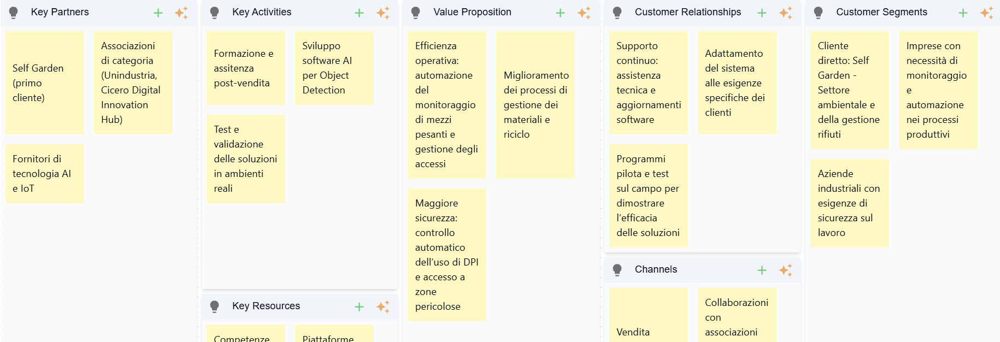 Key Partners
Self Garden
(primo
cliente)
Associazioni
di categoria
(Unindustria,
Cicero Digital
Innovation
Hub)
Fornitori di
tecnologia AI
e IoT
Key Activities
Formazione e
assitenza
post-vendita
Sviluppo
software AI
per Object
Detection
Test e
validazione
delle soluzioni
in ambienti
reali
Key Resources
Competenze
Piattaforme
Value Proposition
Efficienza
operativa:
automazione
del
monitoraggio
di mezzi
pesanti e
gestione degli
accessi
Miglioramento
dei processi di
gestione dei
materiali e
riciclo
Maggiore
sicurezza:
controllo
automatico
dell’uso di DPI
e accesso a
zone
pericolose
Customer Relationships
Supporto
continuo:
assistenza
tecnica e
aggiornamenti
software
Adattamento
del sistema
alle esigenze
specifiche dei
clienti
Programmi
pilota e test
sul campo per
dimostrare
l’efficacia
delle soluzioni
Channels
Vendita
Collaborazioni
con
associazioni
Customer Segments
Cliente
diretto: Self
Garden -
Settore
ambientale e
della gestione
rifiuti
Imprese con
necessità di
monitoraggio
e
automazione
nei processi
produttivi
Aziende
industriali con
esigenze di
sicurezza sul
lavoro